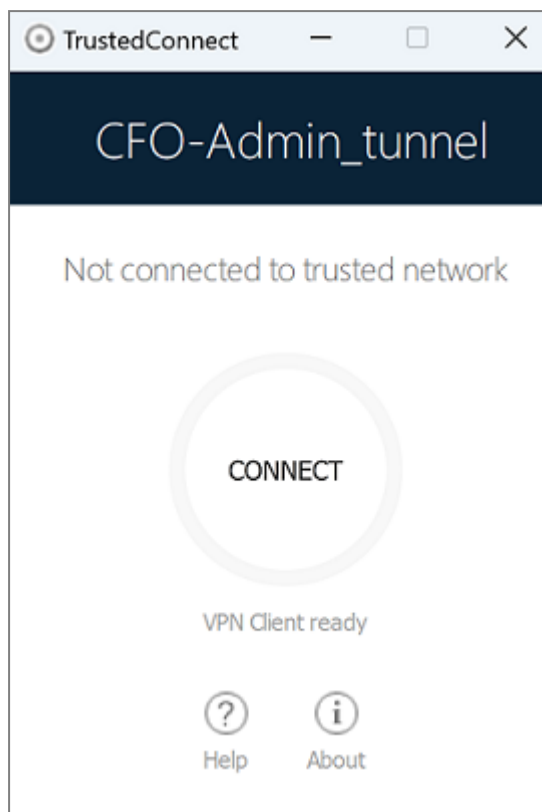 TrustedConnect
CFO-Admin_tunnel
Not connected to trusted network
CONNECT
VPN Client ready
Help About